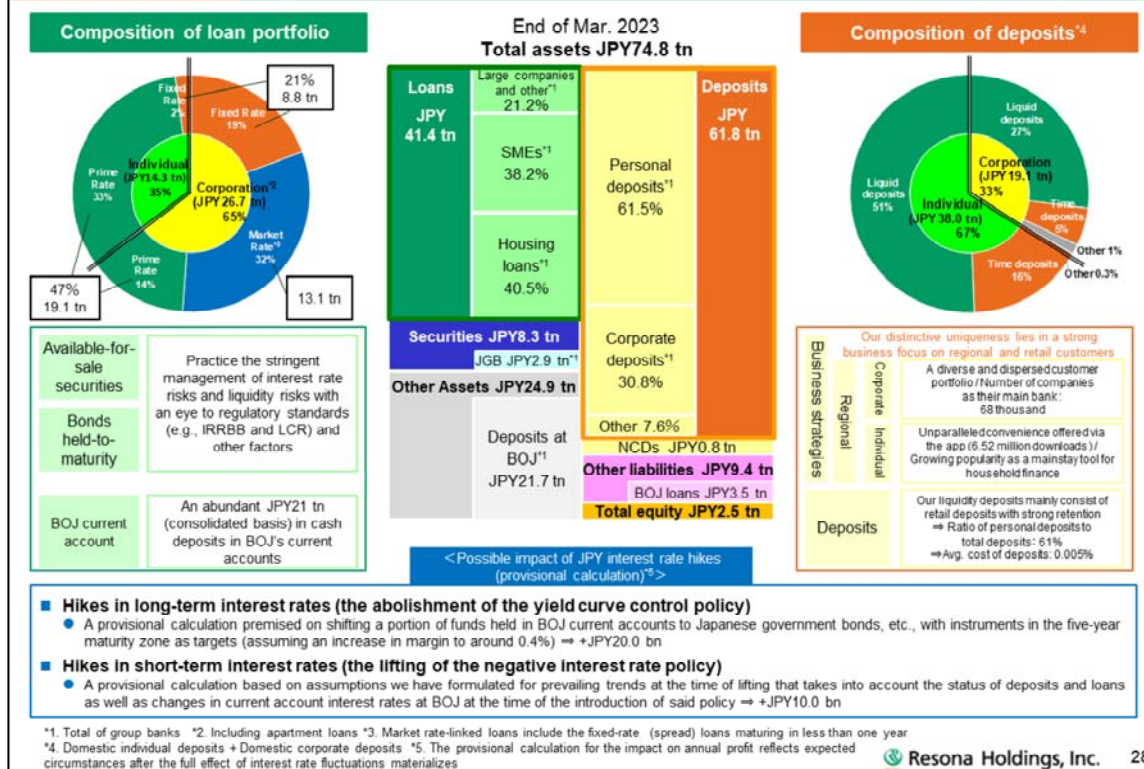 Composition of loan portfolio
21%
8.8 tn
Fixed
Rate
2%
Fixed Rate
19%
Prime
Rate
33%
Individual
(JPY14.3 tn)
35%
Corporation*2
(JPY26.7 tn)
65%
Market
Rate*3
32%
Prime
Rate
14%
47%
19.1 tn
13.1 tn
End of Mar. 2023
Total assets JPY74.8 tn
Loans
JPY
41.4 tn
Large companies
and other*1
21.2%
SMEs*1
38.2%
Housing
loans*1
40.5%
Securities JPY8.3 tn
JGB JPY2.9 tn*1
Other Assets JPY24.9 tn
Deposits at
BOJ*1
JPY21.7 tn
Personal
deposits*1
61.5%
Corporate
deposits*1
30.8%
Other 7.6%
Deposits
JPY
61.8 tn
NCDs JPY0.8 tn
Other liabilities JPY9.4 tn
BOJ loans JPY3.5 tn
Total equity JPY2.5 tn
Composition of deposits*4
Liquid
deposits
27%
Corporation
(JPY19.1 tn)
33%
Liquid
deposits
51%
Individual
(JPY38.0 tn)
67%
Time
deposits
5%
Other 1%
Other 0.3%
Time deposits
16%
Available-for-
sale
securities
Bonds
held-to-
maturity
Practice the stringent
management of interest rate
risks and liquidity risks with
an eye to regulatory standards
(e.g., IRRBB and LCR) and
other factors
BOJ current
account
An abundant JPY21 tn
(consolidated basis) in cash
deposits in BOJ's current
accounts
Our distinctive uniqueness lies in a strong
business focus on regional and retail customers
Business strategies
Regional
Corporate
A diverse and dispersed customer
portfolio / Number of companies
as their main bank:
68 thousand
Individual
Unparalleled convenience offered via
the app (6.52 million downloads) /
Growing popularity as a mainstay tool for
household finance
Deposits
Our liquidity deposits mainly consist of
retail deposits with strong retention
⇒ Ratio of personal deposits to
total deposits: 61%
⇒Avg. cost of deposits: 0.005%
<Possible impact of JPY interest rate hikes
(provisional calculation)*5>
■ Hikes in long-term interest rates (the abolishment of the yield curve control policy)
● A provisional calculation premised on shifting a portion of funds held in BOJ current accounts to Japanese government bonds, etc., with instruments in the five-year
maturity zone as targets (assuming an increase in margin to around 0.4%) ⇒ +JPY20.0 bn
■ Hikes in short-term interest rates (the lifting of the negative interest rate policy)
● A provisional calculation based on assumptions we have formulated for prevailing trends at the time of lifting that takes into account the status of deposits and loans
as well as changes in current account interest rates at BOJ at the time of the introduction of said policy ⇒ +JPY10.0 bn
*1. Total of group banks *2. Including apartment loans *3. Market rate-linked loans include the fixed-rate (spread) loans maturing in less than one year
*4. Domestic individual deposits + Domestic corporate deposits *5. The provisional calculation for the impact on annual profit reflects expected
circumstances after the full effect of interest rate fluctuations materializes
Resona Holdings, Inc. 28